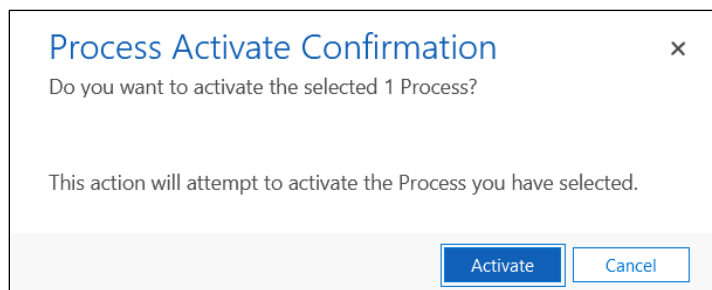 Process Activate Confirmation
Do you want to activate the selected 1 Process?
This action will attempt to activate the Process you have selected.
Activate
Cancel